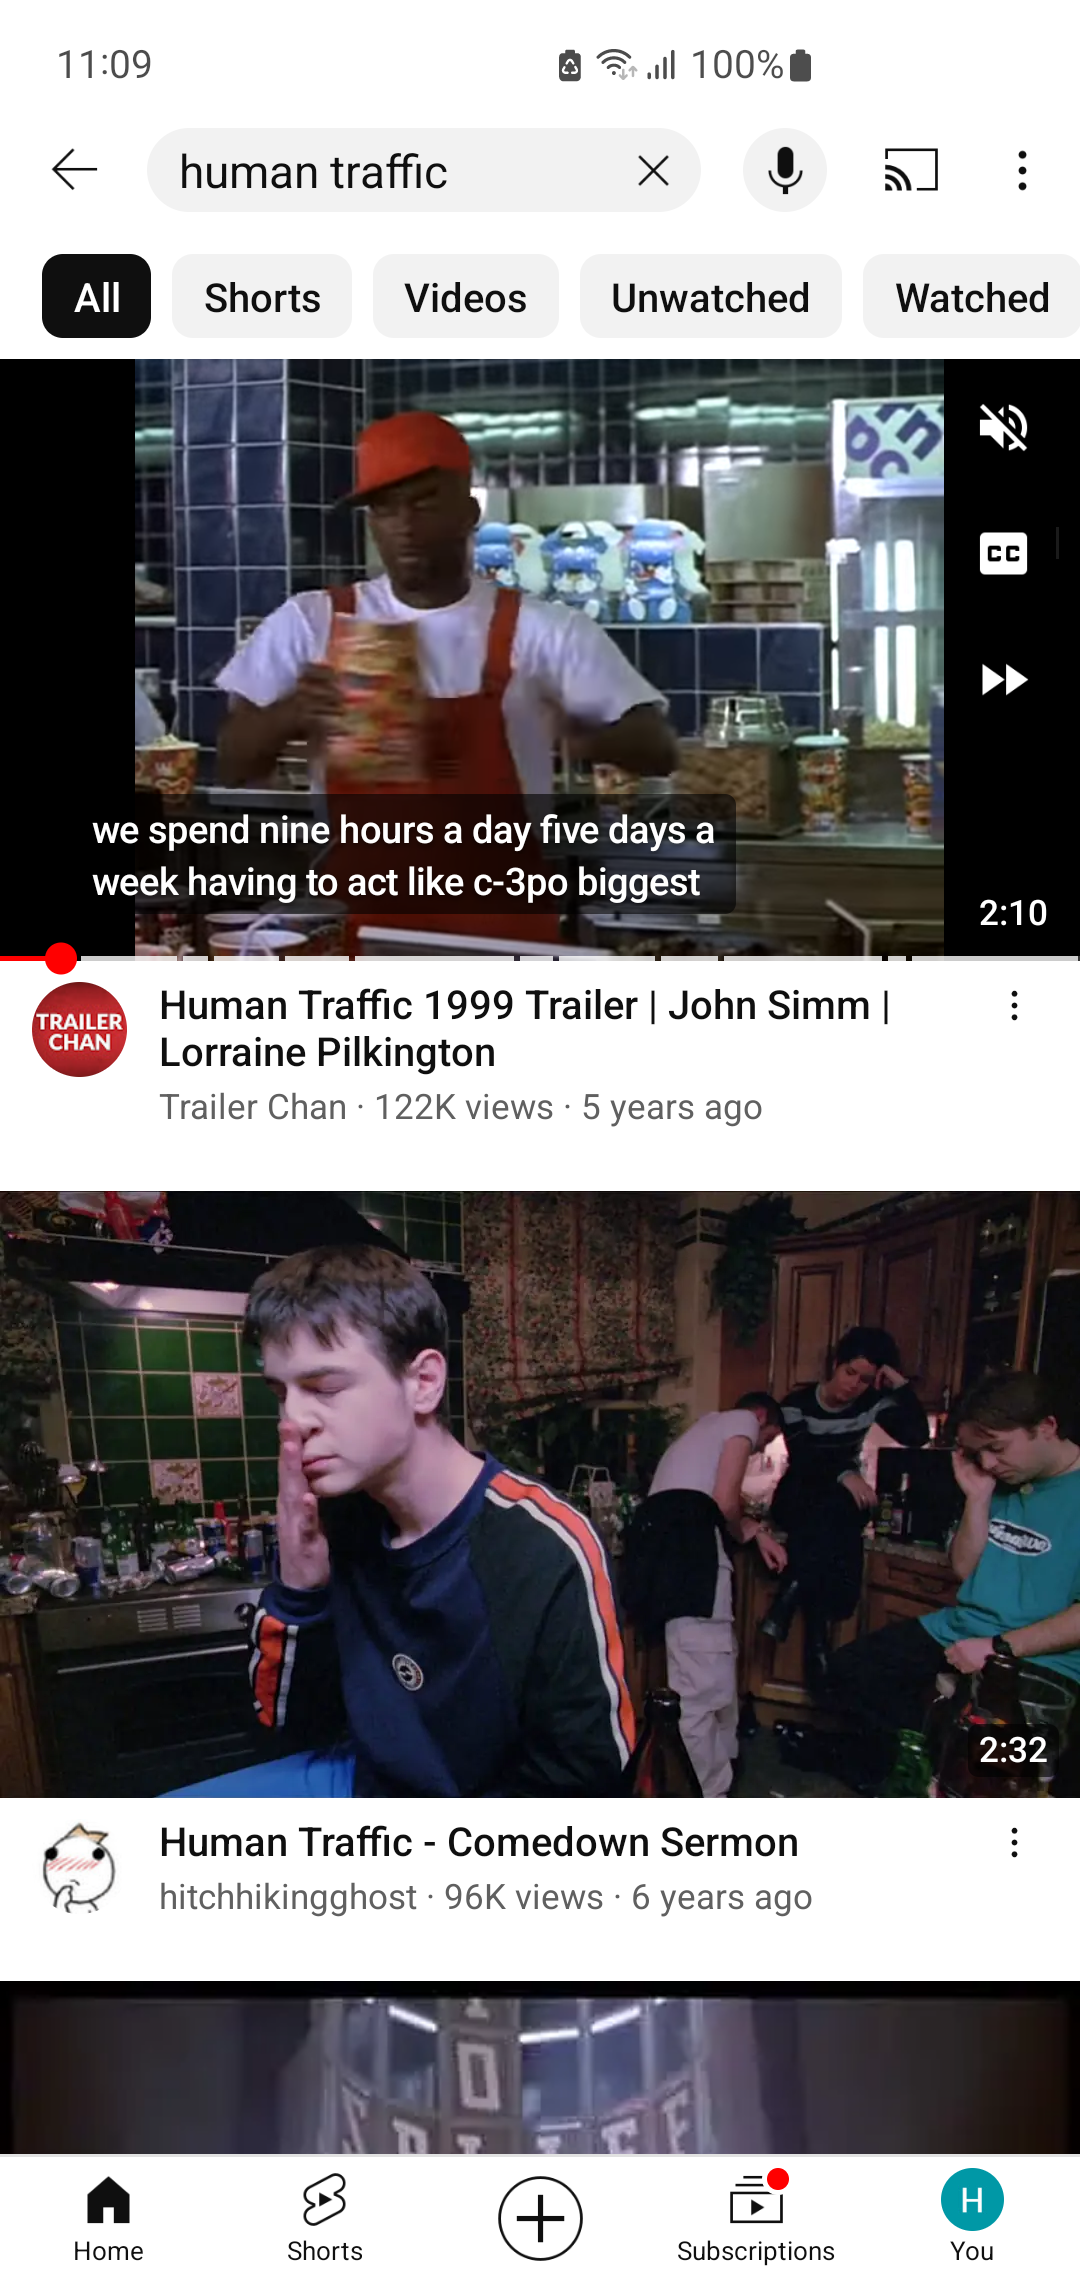 11:09
100%
human traffic
All
Shorts
Videos
Unwatched
Watched
CC
we spend nine hours a day five days a
week having to act like c-3po biggest
2:10
TRAILER
CHAN
Human Traffic 1999 Trailer | John Simm |
Lorraine Pilkington
Trailer Chan · 122K views · 5 years ago
2:32
Human Traffic - Comedown Sermon
hitchhikingghost · 96K views · 6 years ago
Home
Shorts
Subscriptions
H
You